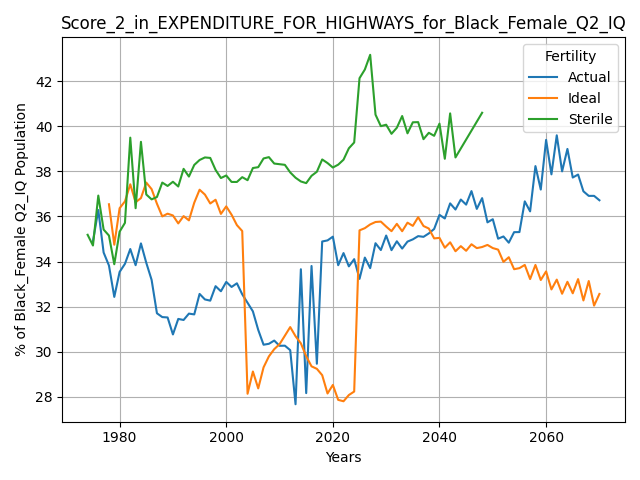 Score_2_in_EXPENDITURE_FOR_HIGHWAYS_for_Black_Female_Q2_IQ
Fertility
Actual
Ideal
Sterile
% of Black_Female Q2_IQ Population
42
40
38
36
34
32
30
28
1980
2000
2020
2040
2060
Years